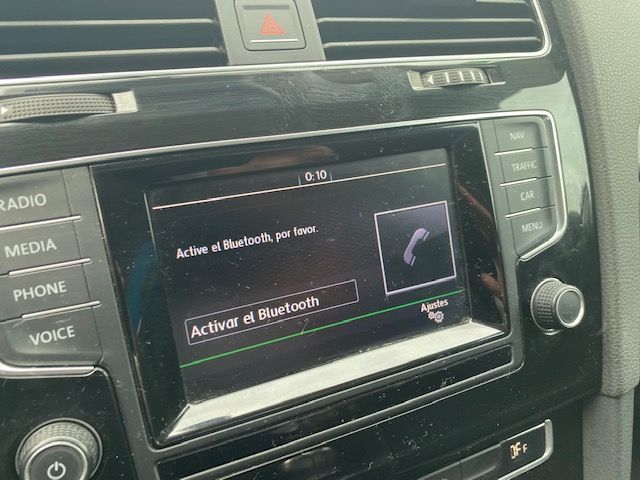 0:10
NAV
TRAFFIC
CAR
MENU
RADIO
MEDIA
PHONE
VOICE
Active el Bluetooth, por favor.
Activar el Bluetooth
Ajustes
OFF